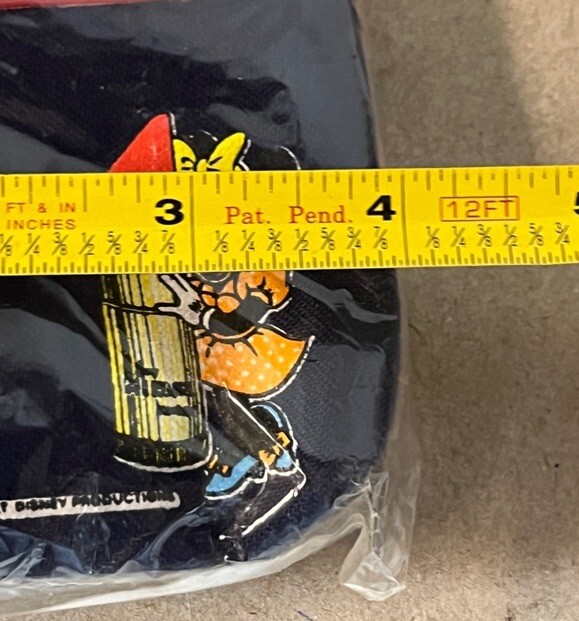 FT & IN
INCHES
3 Pat. Pend. 4 12FT
1/8 1/4 3/8 1/2 5/8 3/4 7/8 1/8 1/4 3/8 1/2 5/8 3/4 7/8 1/8 1/4 3/8 1/2 5/8 3/4
DISNEY PRODUCTIONS